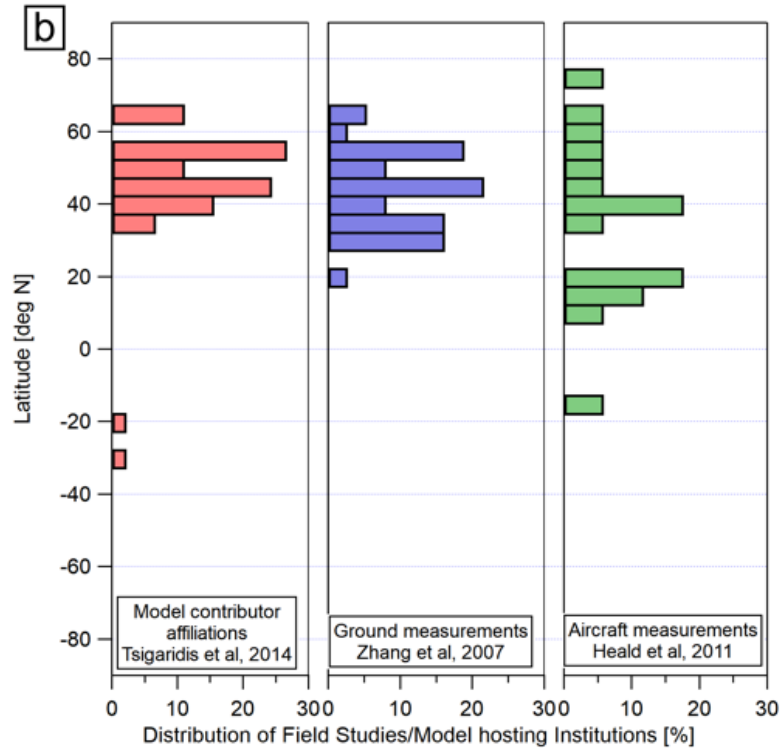 b
80
60
40
20
0
-20
-40
-60
-80
Latitude [deg N]
Model contributor
affiliations
Tsigaridis et al, 2014
Ground measurements
Zhang et al, 2007
Aircraft measurements
Heald et al, 2011
0 10 20 30 0 10 20 30 0 10 20 30
Distribution of Field Studies/Model hosting Institutions [%]